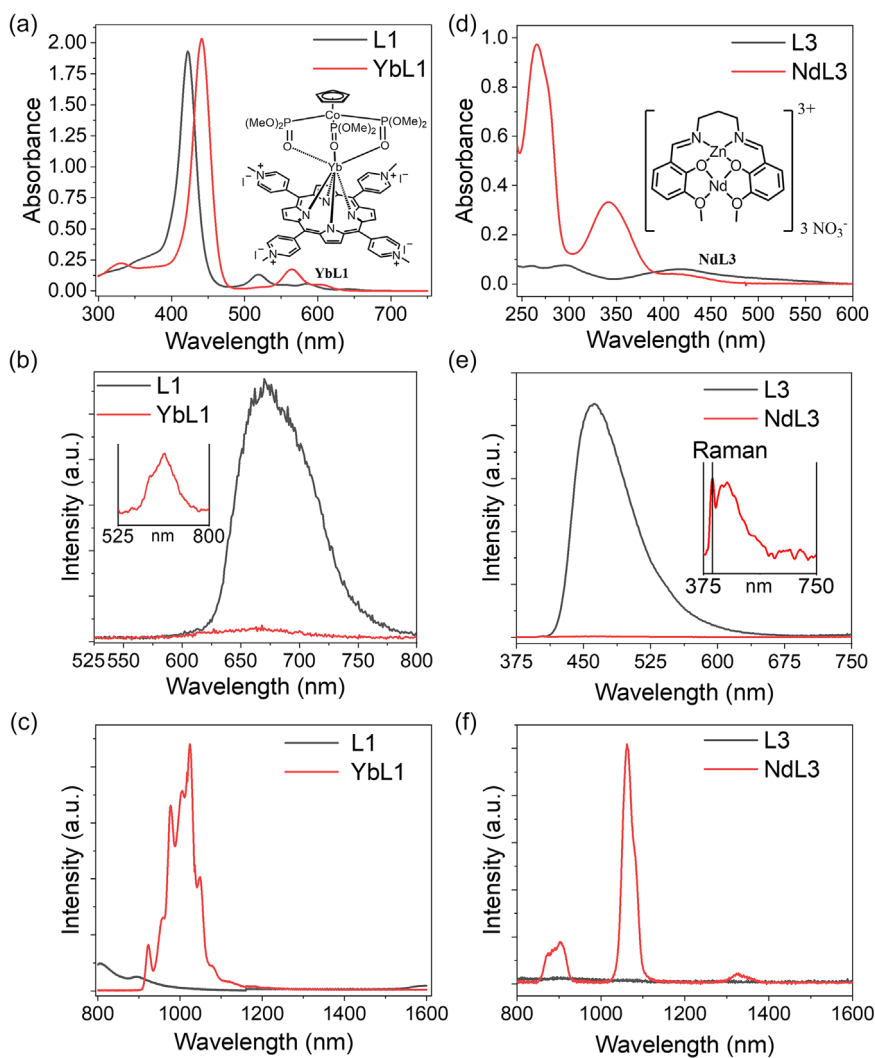 (a)
L1
YbL1
2.00
1.75
1.50
1.25
1.00
0.75
0.50
0.25
0.00
Absorbance
Co
(MeO)₂P
P(OMe)₂
P(OMe)₂
O
O
O
Yb
N⁺
I⁻
N⁺
I⁻
N
N
N
N
I⁻
N⁺
I⁻
N⁺
YbL1
300 400 500 600 700
Wavelength (nm)
(d)
L3
NdL3
1.0
0.8
0.6
0.4
0.2
0.0
Absorbance
3+
N N
Zn
O O
Nd
O O
3 NO₃⁻
NdL3
250 300 350 400 450 500 550 600
Wavelength (nm)
(b)
L1
YbL1
Intensity (a.u.)
525 nm 800
525 550 600 650 700 750 800
Wavelength (nm)
(e)
L3
NdL3
Intensity (a.u.)
Raman
375 nm 750
375 450 525 600 675 750
Wavelength (nm)
(c)
L1
YbL1
Intensity (a.u.)
800 1000 1200 1400 1600
Wavelength (nm)
(f)
L3
NdL3
Intensity (a.u.)
800 1000 1200 1400 1600
Wavelength (nm)